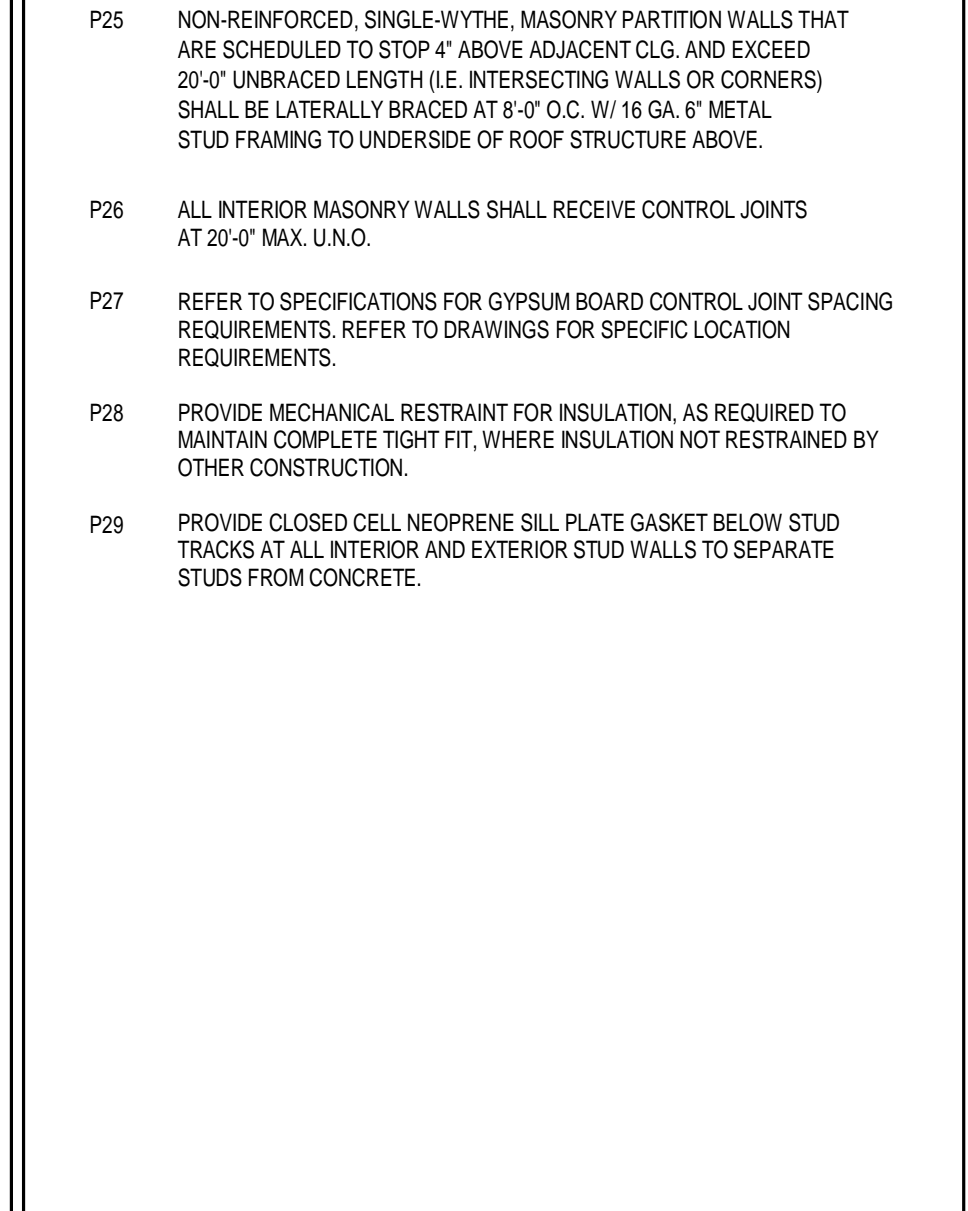 P25 NON-REINFORCED, SINGLE-WYTHE, MASONRY PARTITION WALLS THAT
ARE SCHEDULED TO STOP 4" ABOVE ADJACENT CLG. AND EXCEED
20'-0" UNBRACED LENGTH (I.E. INTERSECTING WALLS OR CORNERS)
SHALL BE LATERALLY BRACED AT 8'-0" O.C. W/ 16 GA. 6" METAL
STUD FRAMING TO UNDERSIDE OF ROOF STRUCTURE ABOVE.
P26 ALL INTERIOR MASONRY WALLS SHALL RECEIVE CONTROL JOINTS
AT 20'-0" MAX. U.N.O.
P27 REFER TO SPECIFICATIONS FOR GYPSUM BOARD CONTROL JOINT SPACING
REQUIREMENTS. REFER TO DRAWINGS FOR SPECIFIC LOCATION
REQUIREMENTS.
P28 PROVIDE MECHANICAL RESTRAINT FOR INSULATION, AS REQUIRED TO
MAINTAIN COMPLETE TIGHT FIT, WHERE INSULATION NOT RESTRAINED BY
OTHER CONSTRUCTION.
P29 PROVIDE CLOSED CELL NEOPRENE SILL PLATE GASKET BELOW STUD
TRACKS AT ALL INTERIOR AND EXTERIOR STUD WALLS TO SEPARATE
STUDS FROM CONCRETE.